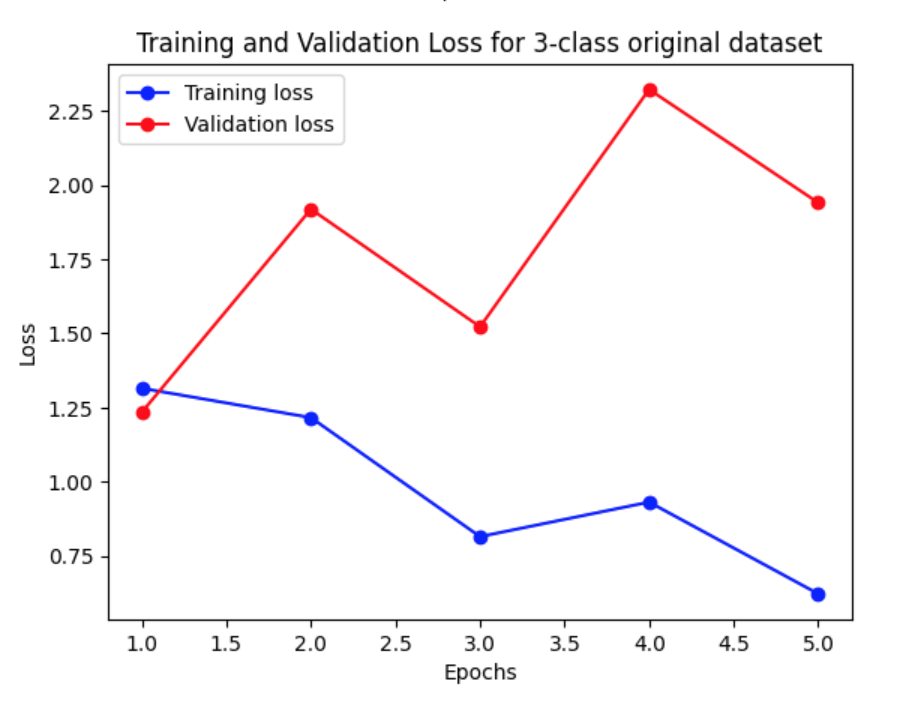 Training and Validation Loss for 3-class original dataset
Training loss
Validation loss
2.25
2.00
1.75
1.50
1.25
1.00
0.75
Loss
1.0 1.5 2.0 2.5 3.0 3.5 4.0 4.5 5.0
Epochs